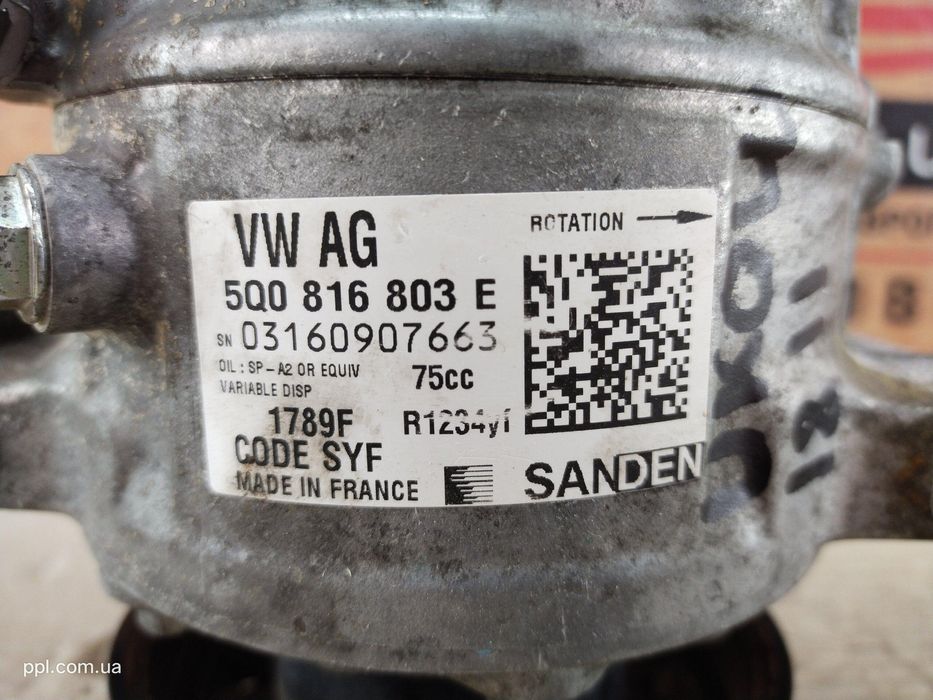 VW AG
ROTATION
5Q0 816 803 E
SN 03160907663
OIL : SP-A2 OR EQUIV
75cc
VARIABLE DISP
1789F
R1234yf
CODE SYF
MADE IN FRANCE
SANDEN
ppl.com.ua